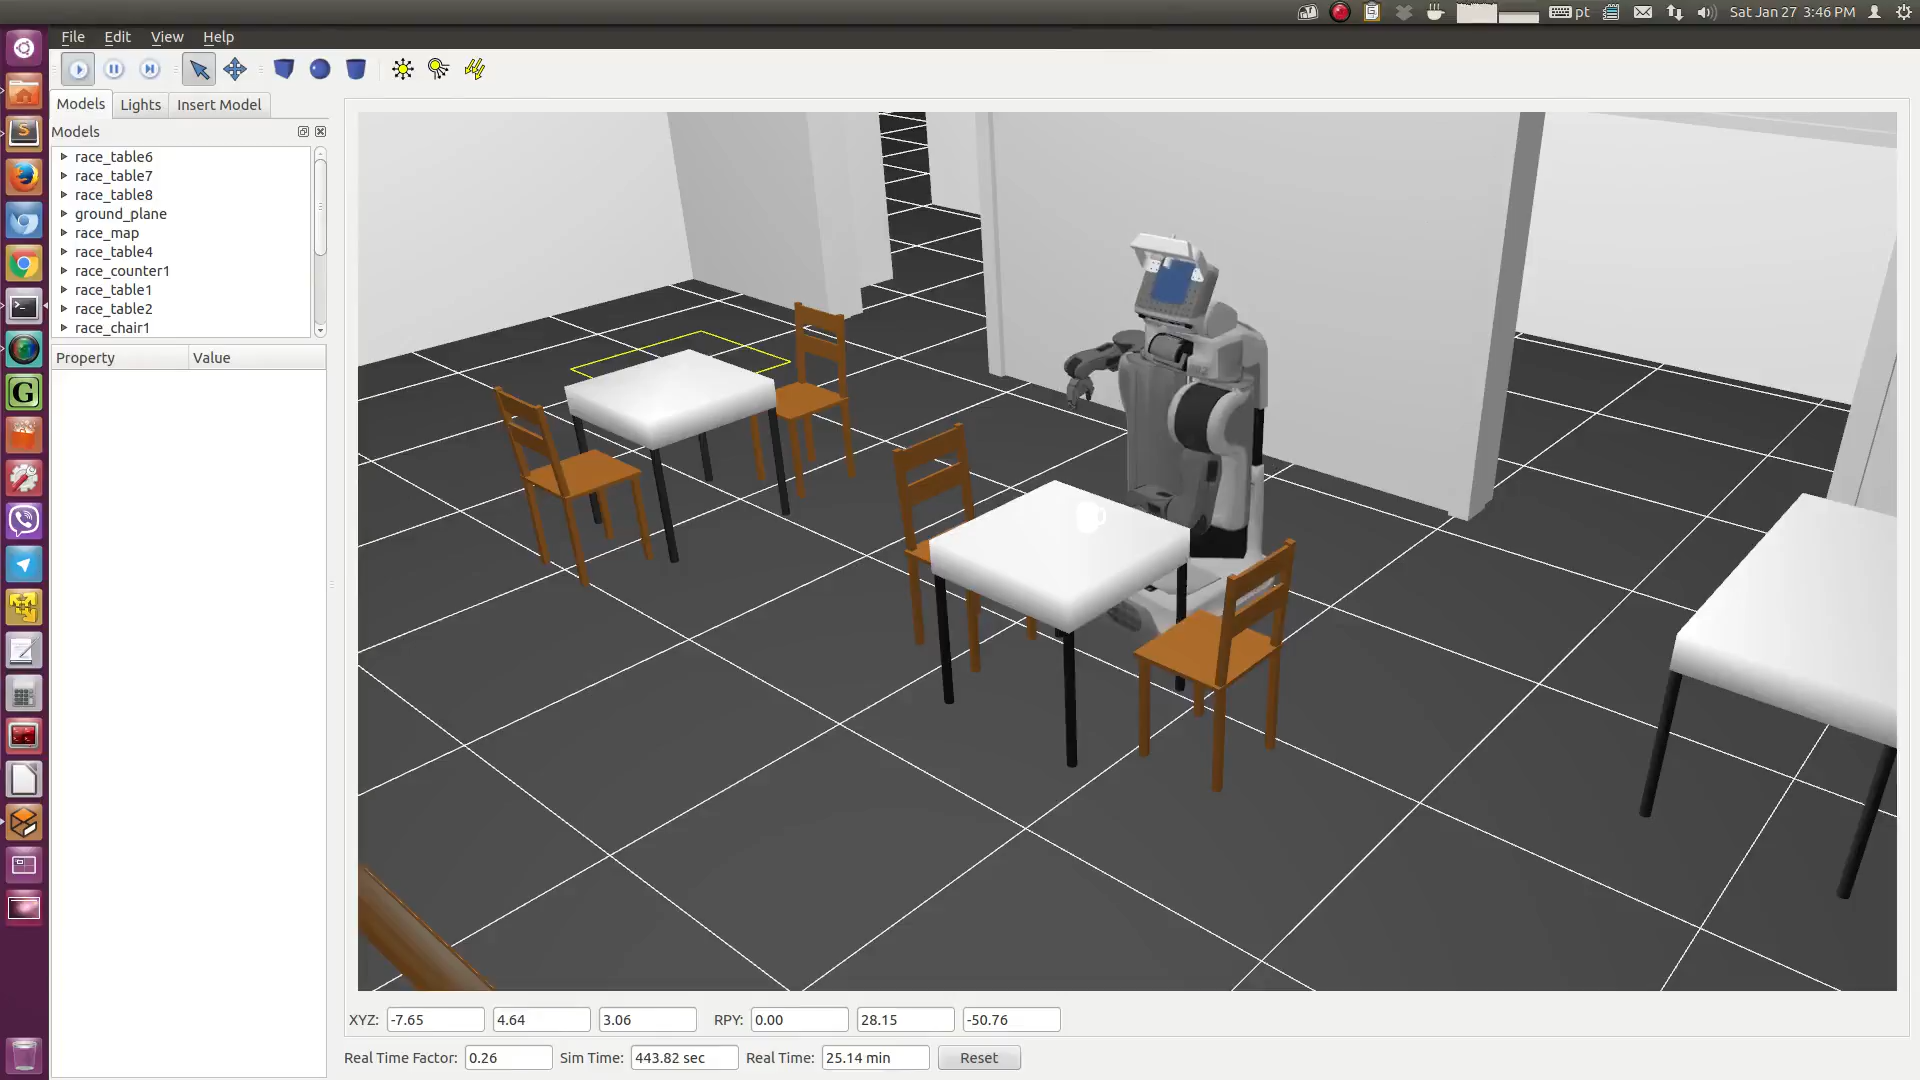 pt
Sat Jan 27 3:46 PM
File Edit View Help
Models Lights Insert Model
Models
race_table6
race_table7
race_table8
ground_plane
race_map
race_table4
race_counter1
race_table1
race_table2
race_chair1
Property Value
XYZ: -7.65 4.64 3.06 RPY: 0.00 28.15 -50.76
Real Time Factor: 0.26 Sim Time: 443.82 sec Real Time: 25.14 min Reset